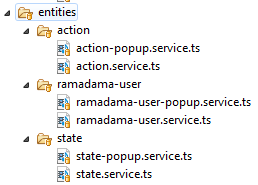 entities
action
action-popup.service.ts
action.service.ts
ramadama-user
ramadama-user-popup.service.ts
ramadama-user.service.ts
state
state-popup.service.ts
state.service.ts